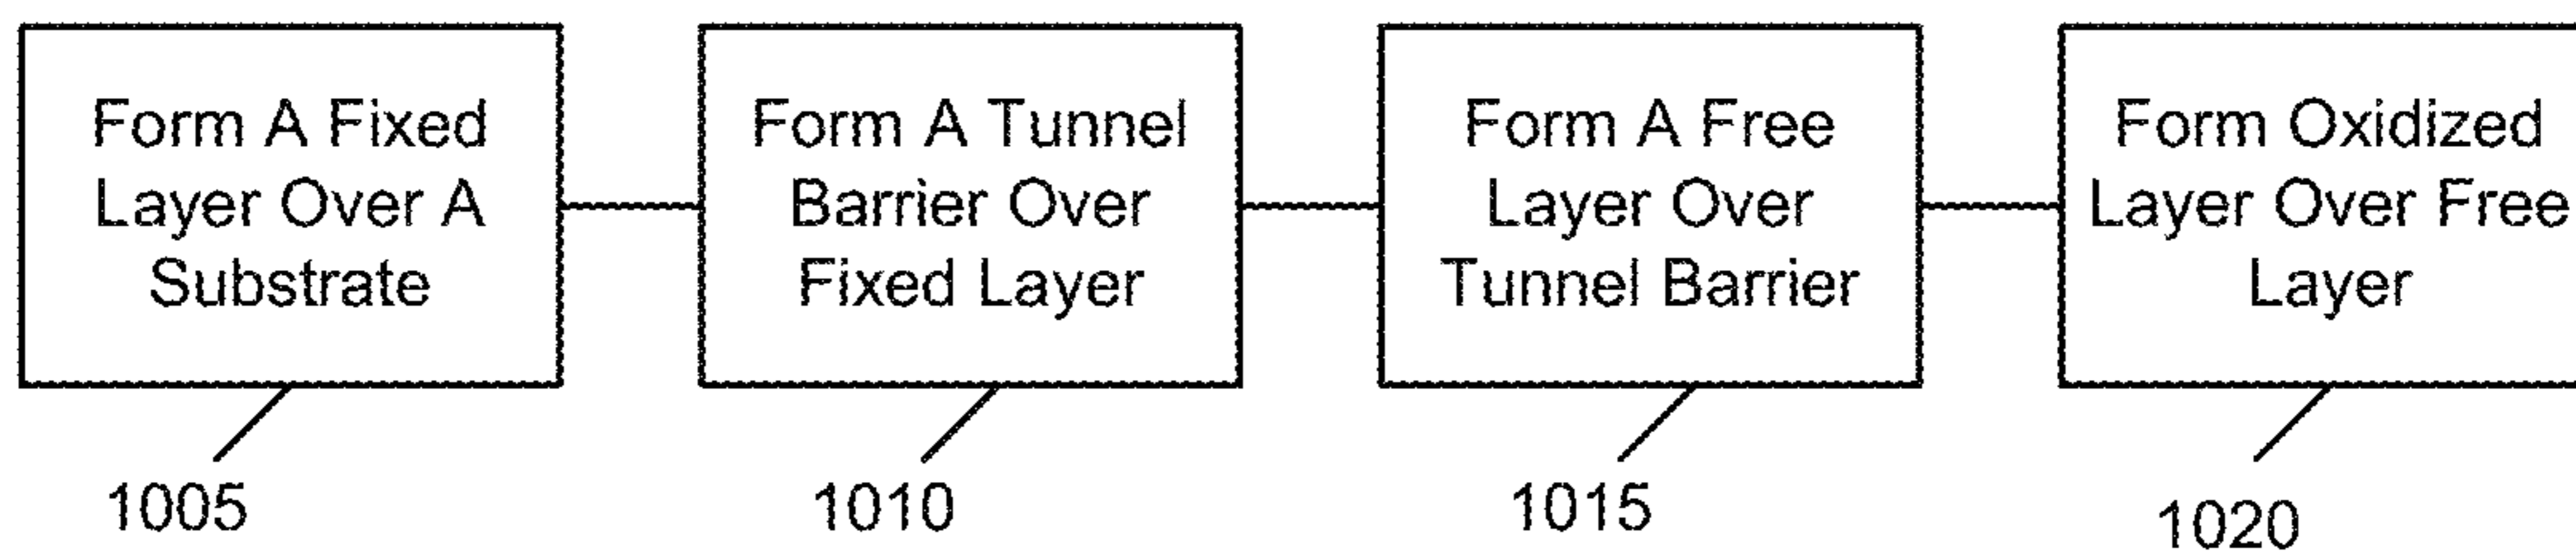 Form A Fixed
Layer Over A
Substrate
Form A Tunnel
Barrier Over
Fixed Layer
Form A Free
Layer Over
Tunnel Barrier
Form Oxidized
Layer Over Free
Layer
1005
1010
1015
1020